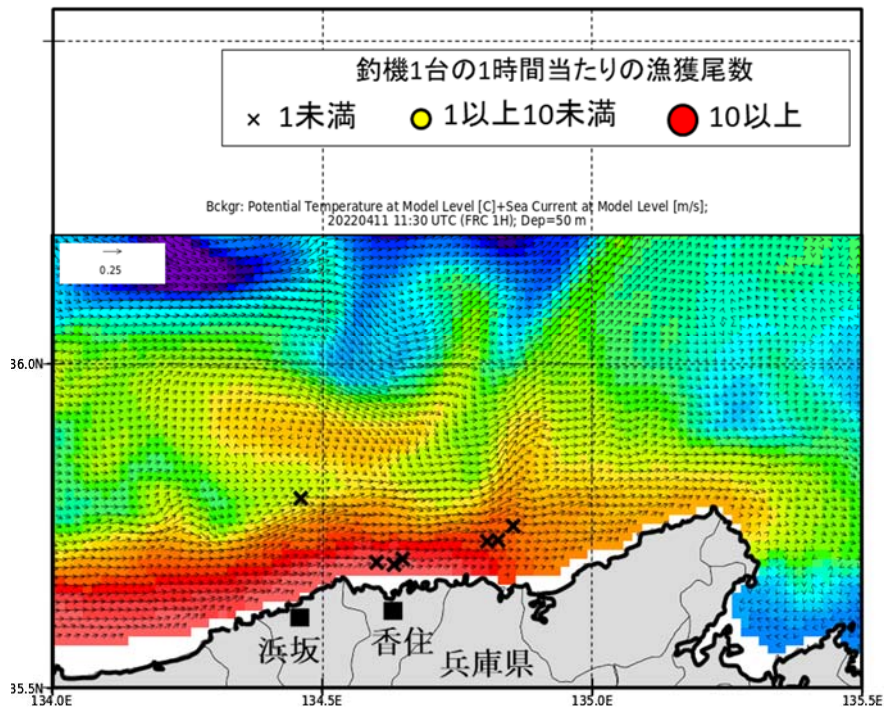 釣機1台の1時間当たりの漁獲尾数
× 1未満 1以上10未満 10以上
Bckgr: Potential Temperature at Model Level [C]+Sea Current at Model Level [m/s];
20220411 11:30 UTC (FRC 1H); Dep=50 m
0.25
36.0N
浜坂
香住
兵庫県
35.5N
134.0E 134.5E 135.0E 135.5E